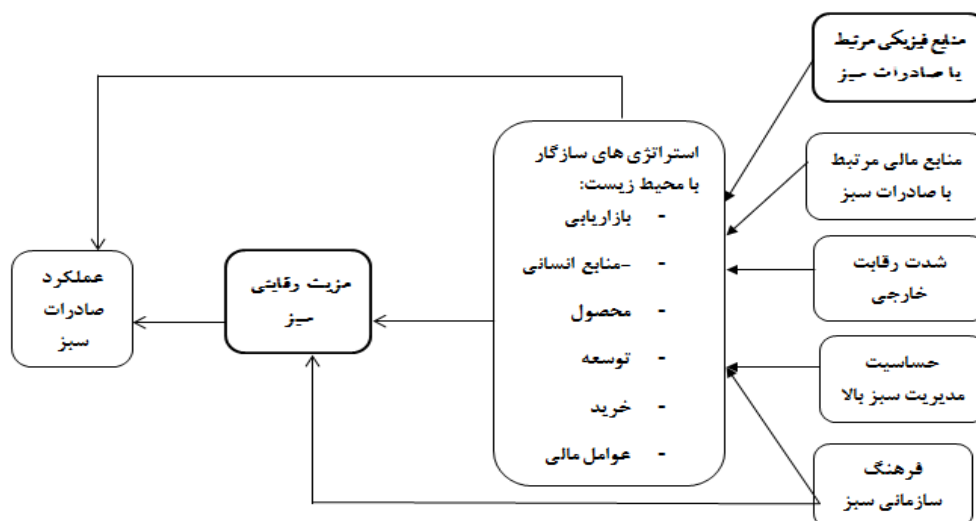 منابع فیزیکی مرتبط
با صادرات سبز
منابع مالی مرتبط
با صادرات سبز
شدت رقابت
خارجی
حساسیت
مدیریت سبز بالا
فرهنگ
سازمانی سبز
استراتژی های سازگار
با محیط زیست:
- بازاریابی
- -منابع انسانی
- محصول
- توسعه
- خرید
- عوامل مالی
مزیت رقابتی
سبز
عملکرد
صادرات
سبز